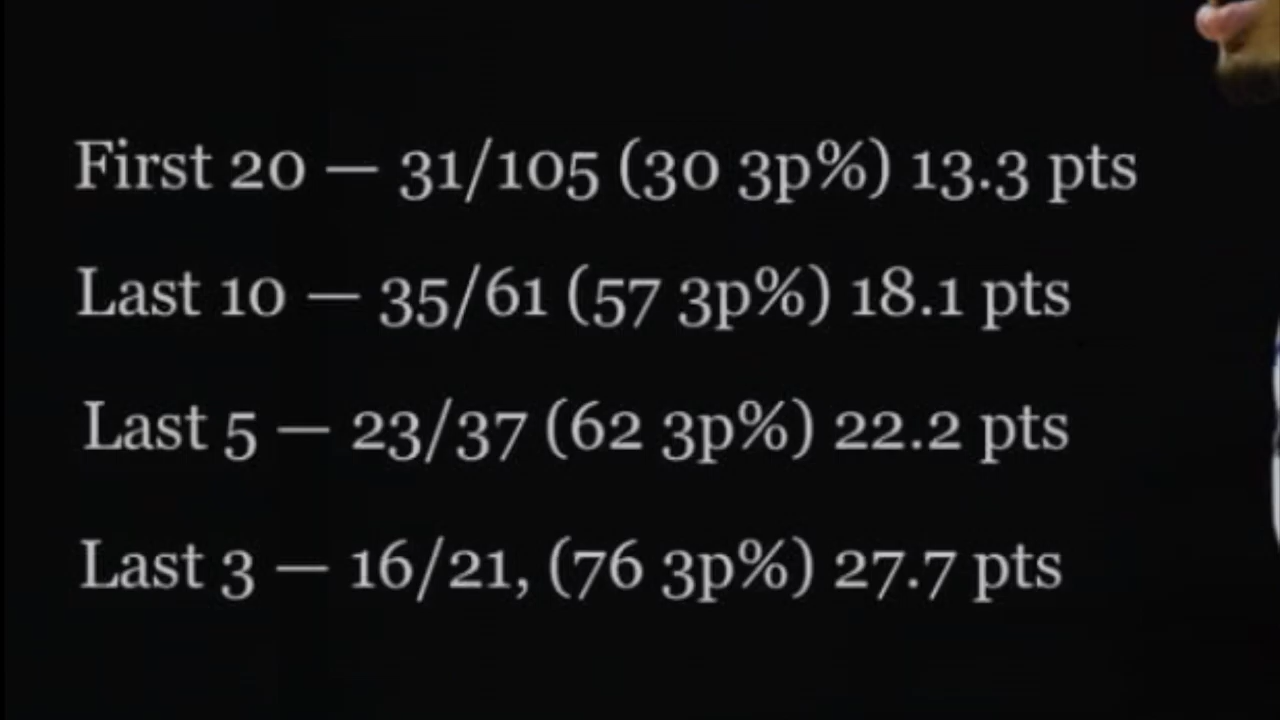 First 20 — 31/105 (30 3p%) 13.3 pts
Last 10 — 35/61 (57 3p%) 18.1 pts
Last 5 — 23/37 (62 3p%) 22.2 pts
Last 3 — 16/21, (76 3p%) 27.7 pts